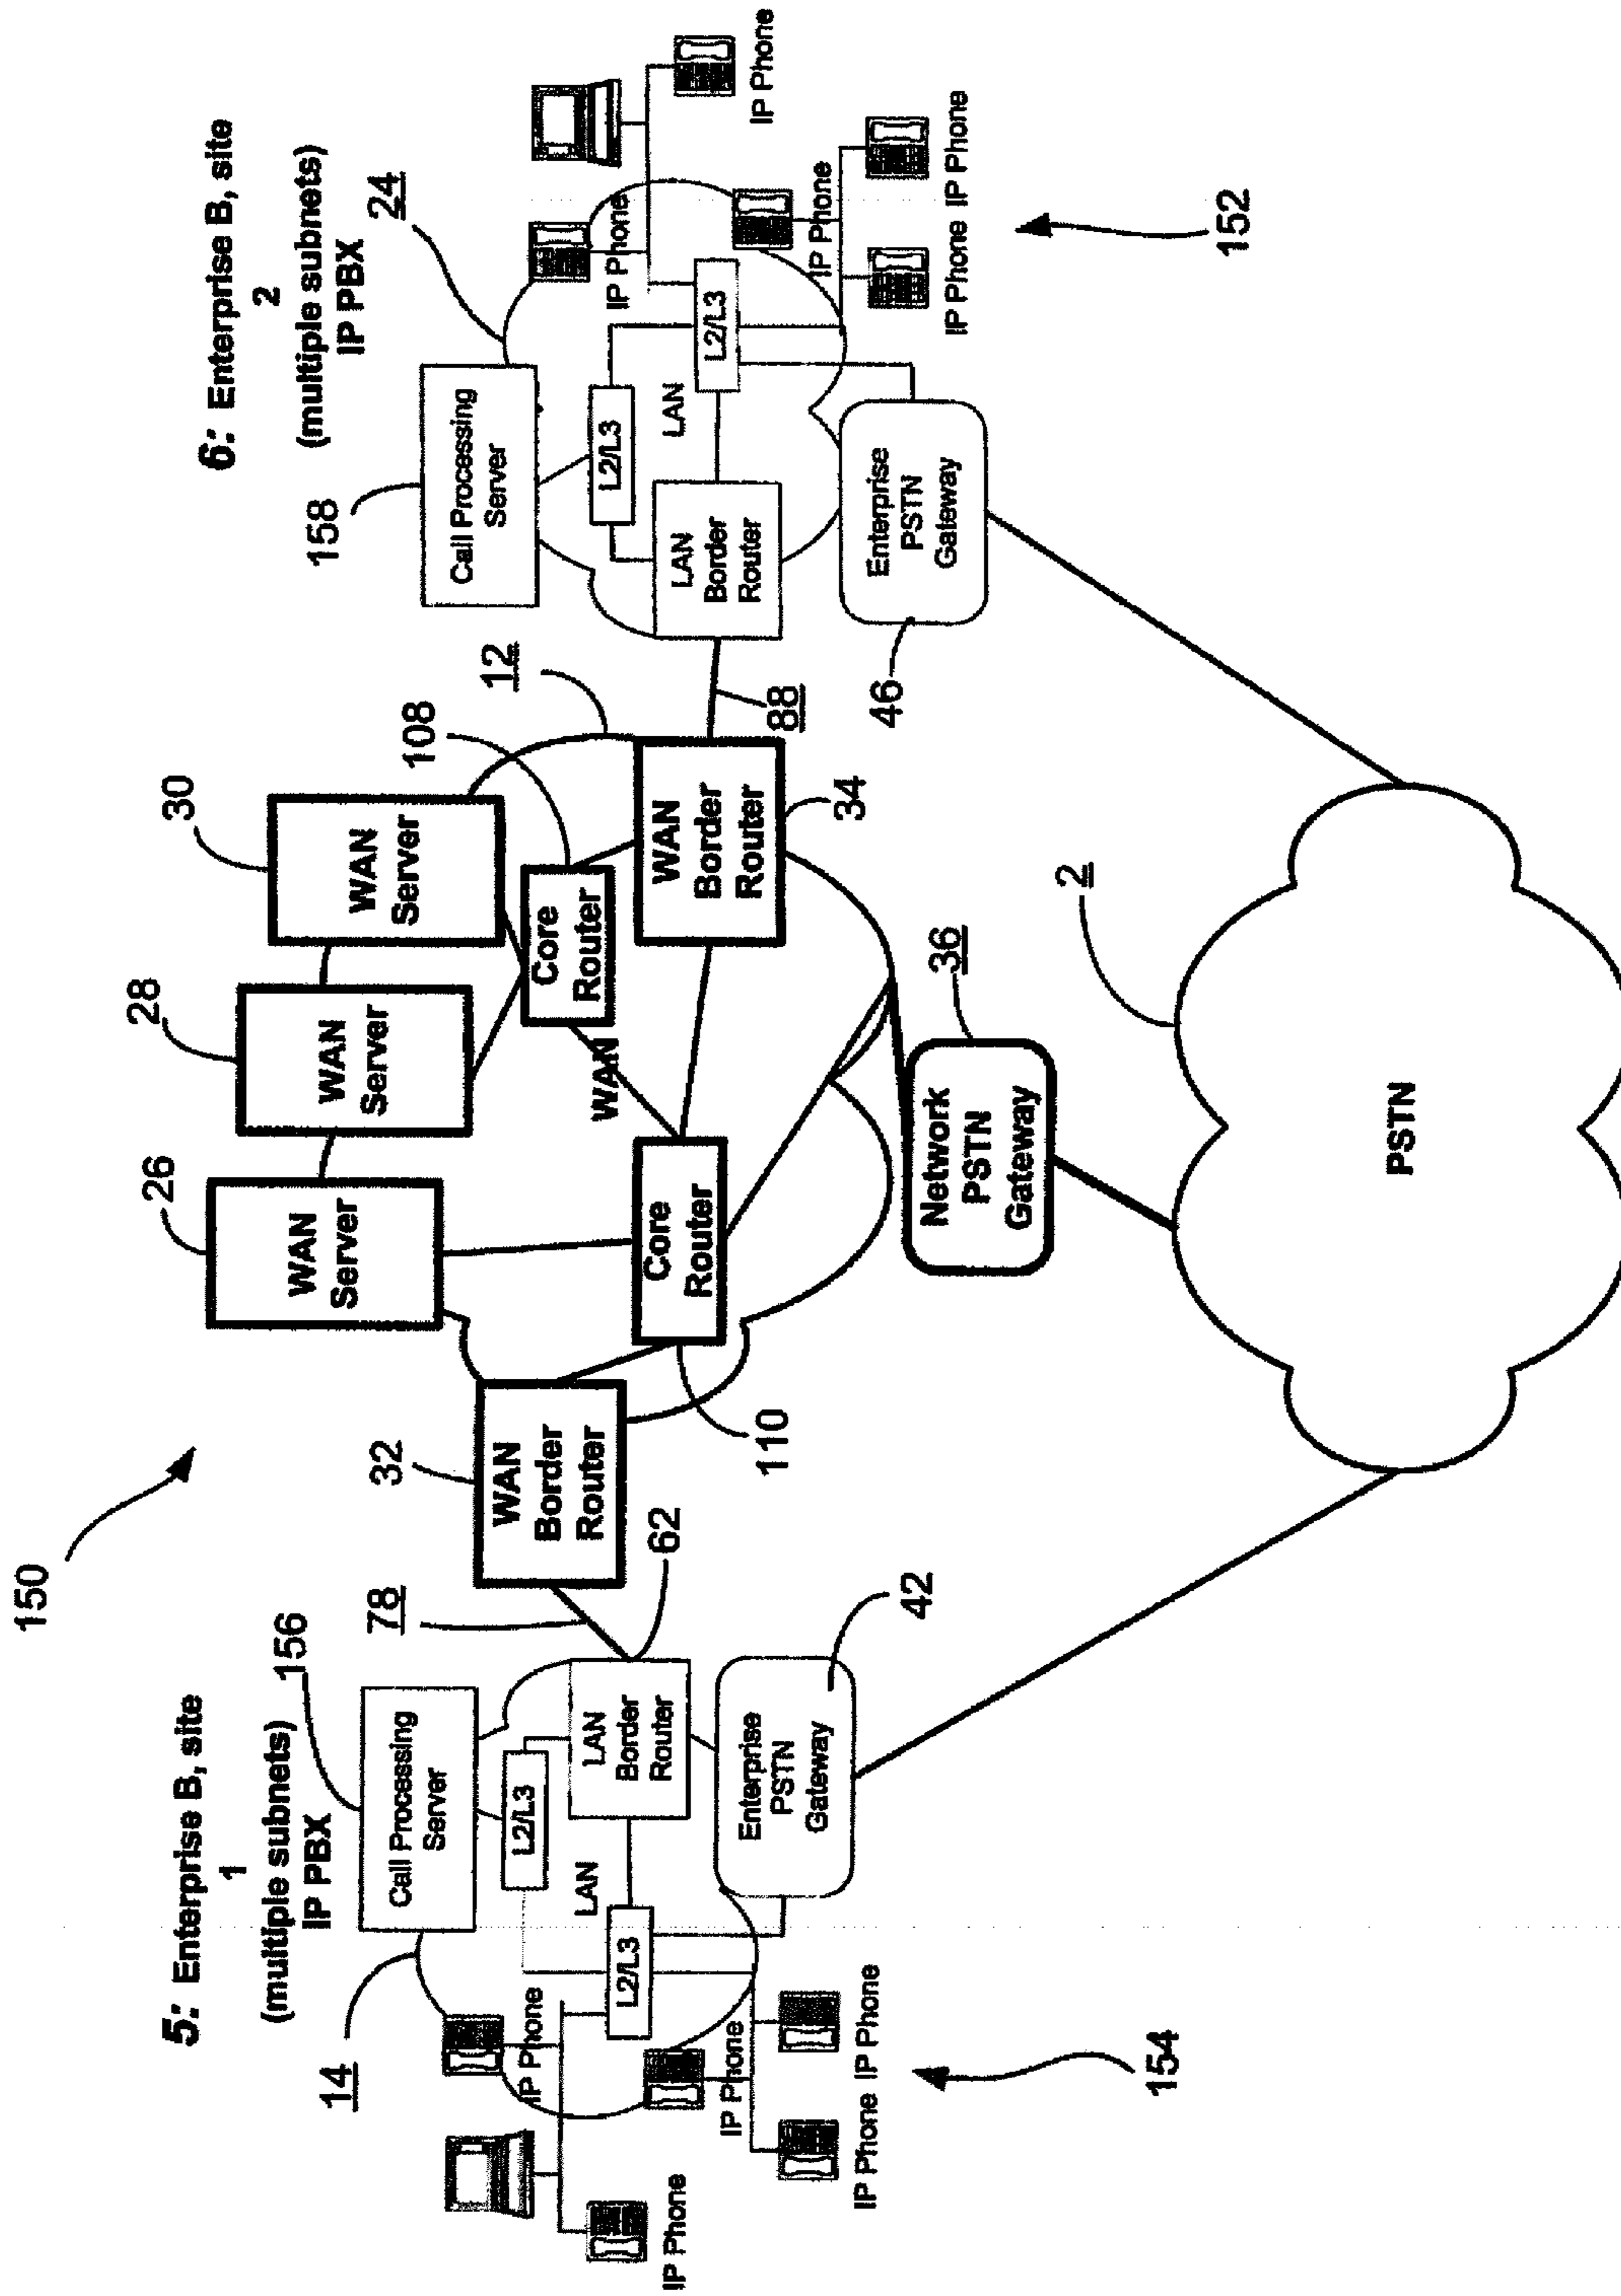 150
5: Enterprise B, site
1
(multiple subnets)
IP PBX
156
14
Call Processing
Server
L2/L3
LAN
LAN
Border
Router
L2/L3
IP Phone
IP Phone
IP Phone
IP Phone
IP Phone
Enterprise
PSTN
Gateway
42
154
78
62
32
WAN
Border
Router
26
WAN
Server
28
WAN
Server
30
WAN
Server
108
12
Core
Router
WAN
Core
Router
110
WAN
Border
Router
34
88
Network
PSTN
Gateway
36
2
PSTN
6: Enterprise B, site
2
(multiple subnets)
IP PBX
24
158
Call Processing
Server
L2/L3
LAN
LAN
Border
Router
L2/L3
IP Phone
IP Phone
IP Phone
IP Phone
IP Phone
Enterprise
PSTN
Gateway
46
152